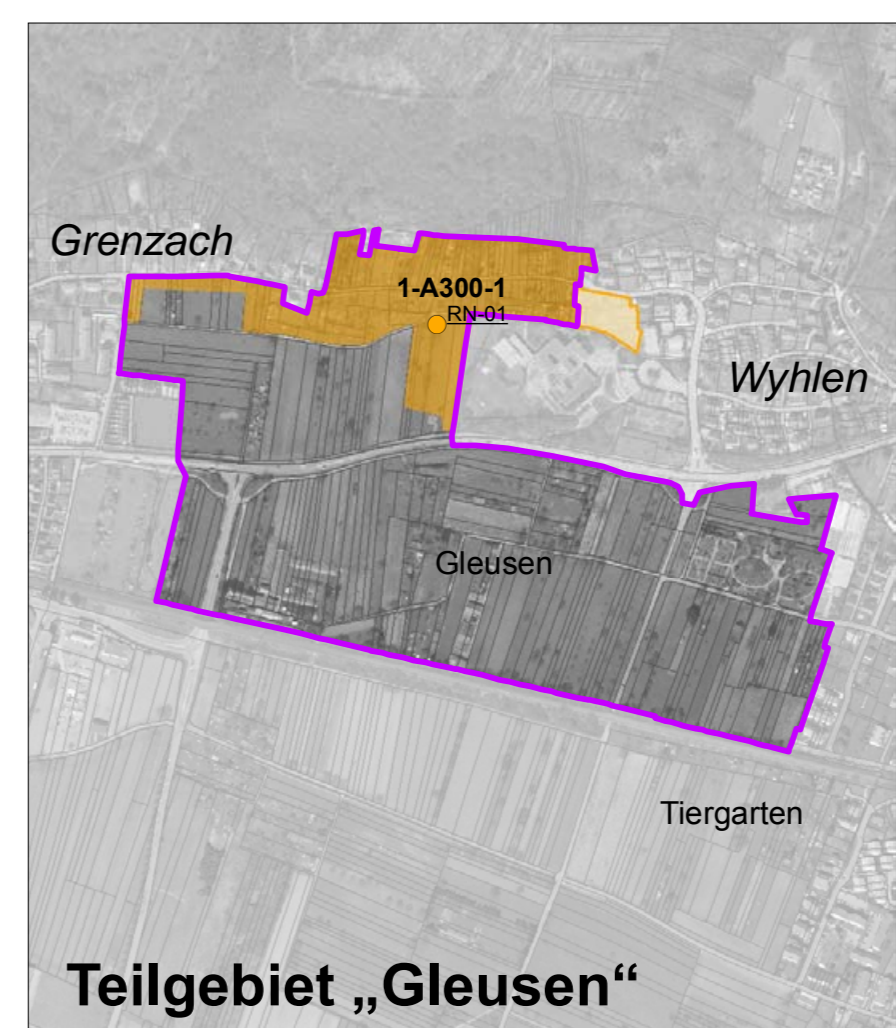 Grenzach
1-A300-1
RN-01
Wyhlen
Gleusen
Tiergarten
Teilgebiet „Gleusen“